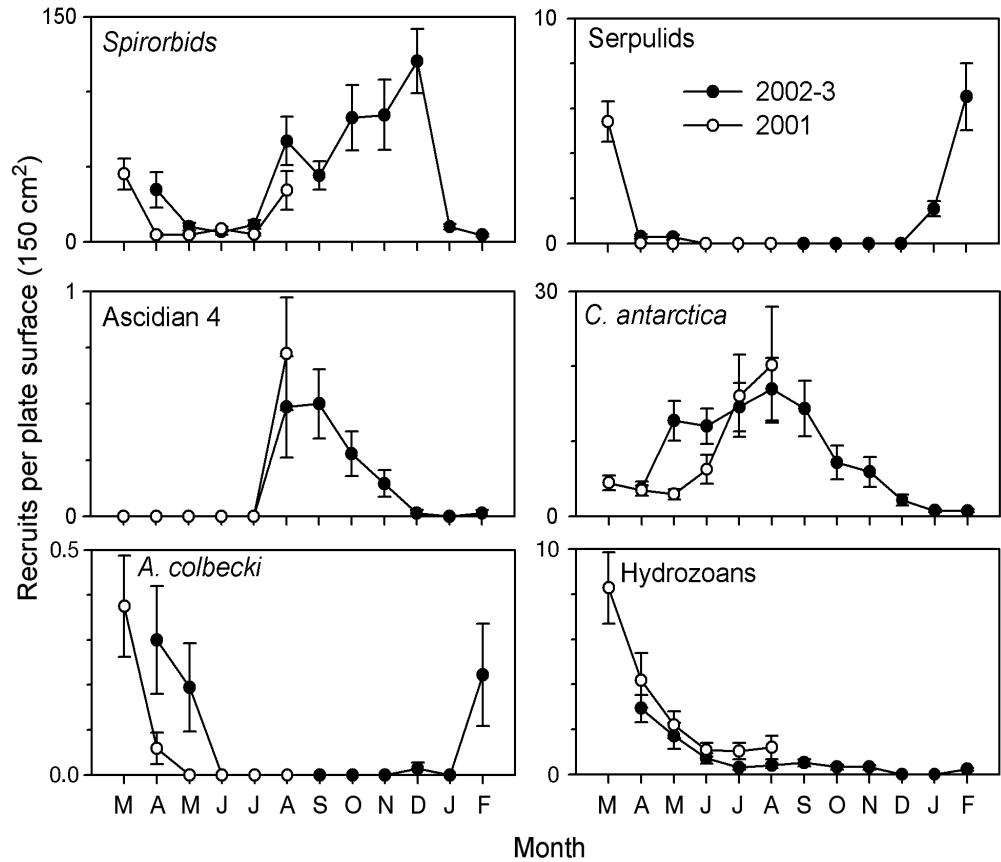 Recruits per plate surface (150 cm²)
150
0
Spirorbids
10
0
Serpulids
2002-3
2001
1
0
Ascidian 4
30
0
C. antarctica
0.5
0.0
A. colbecki
10
0
Hydrozoans
M A M J J A S O N D J F
M A M J J A S O N D J F
Month